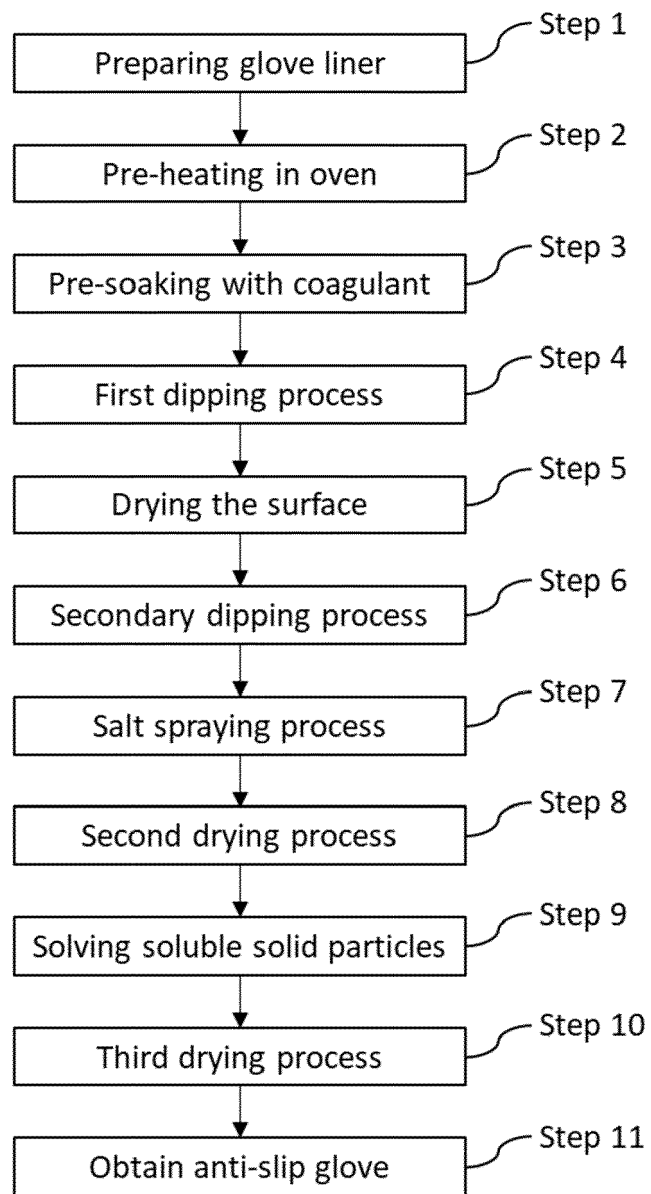 Step 1
Preparing glove liner
Step 2
Pre-heating in oven
Step 3
Pre-soaking with coagulant
Step 4
First dipping process
Step 5
Drying the surface
Step 6
Secondary dipping process
Step 7
Salt spraying process
Step 8
Second drying process
Step 9
Solving soluble solid particles
Step 10
Third drying process
Step 11
Obtain anti-slip glove